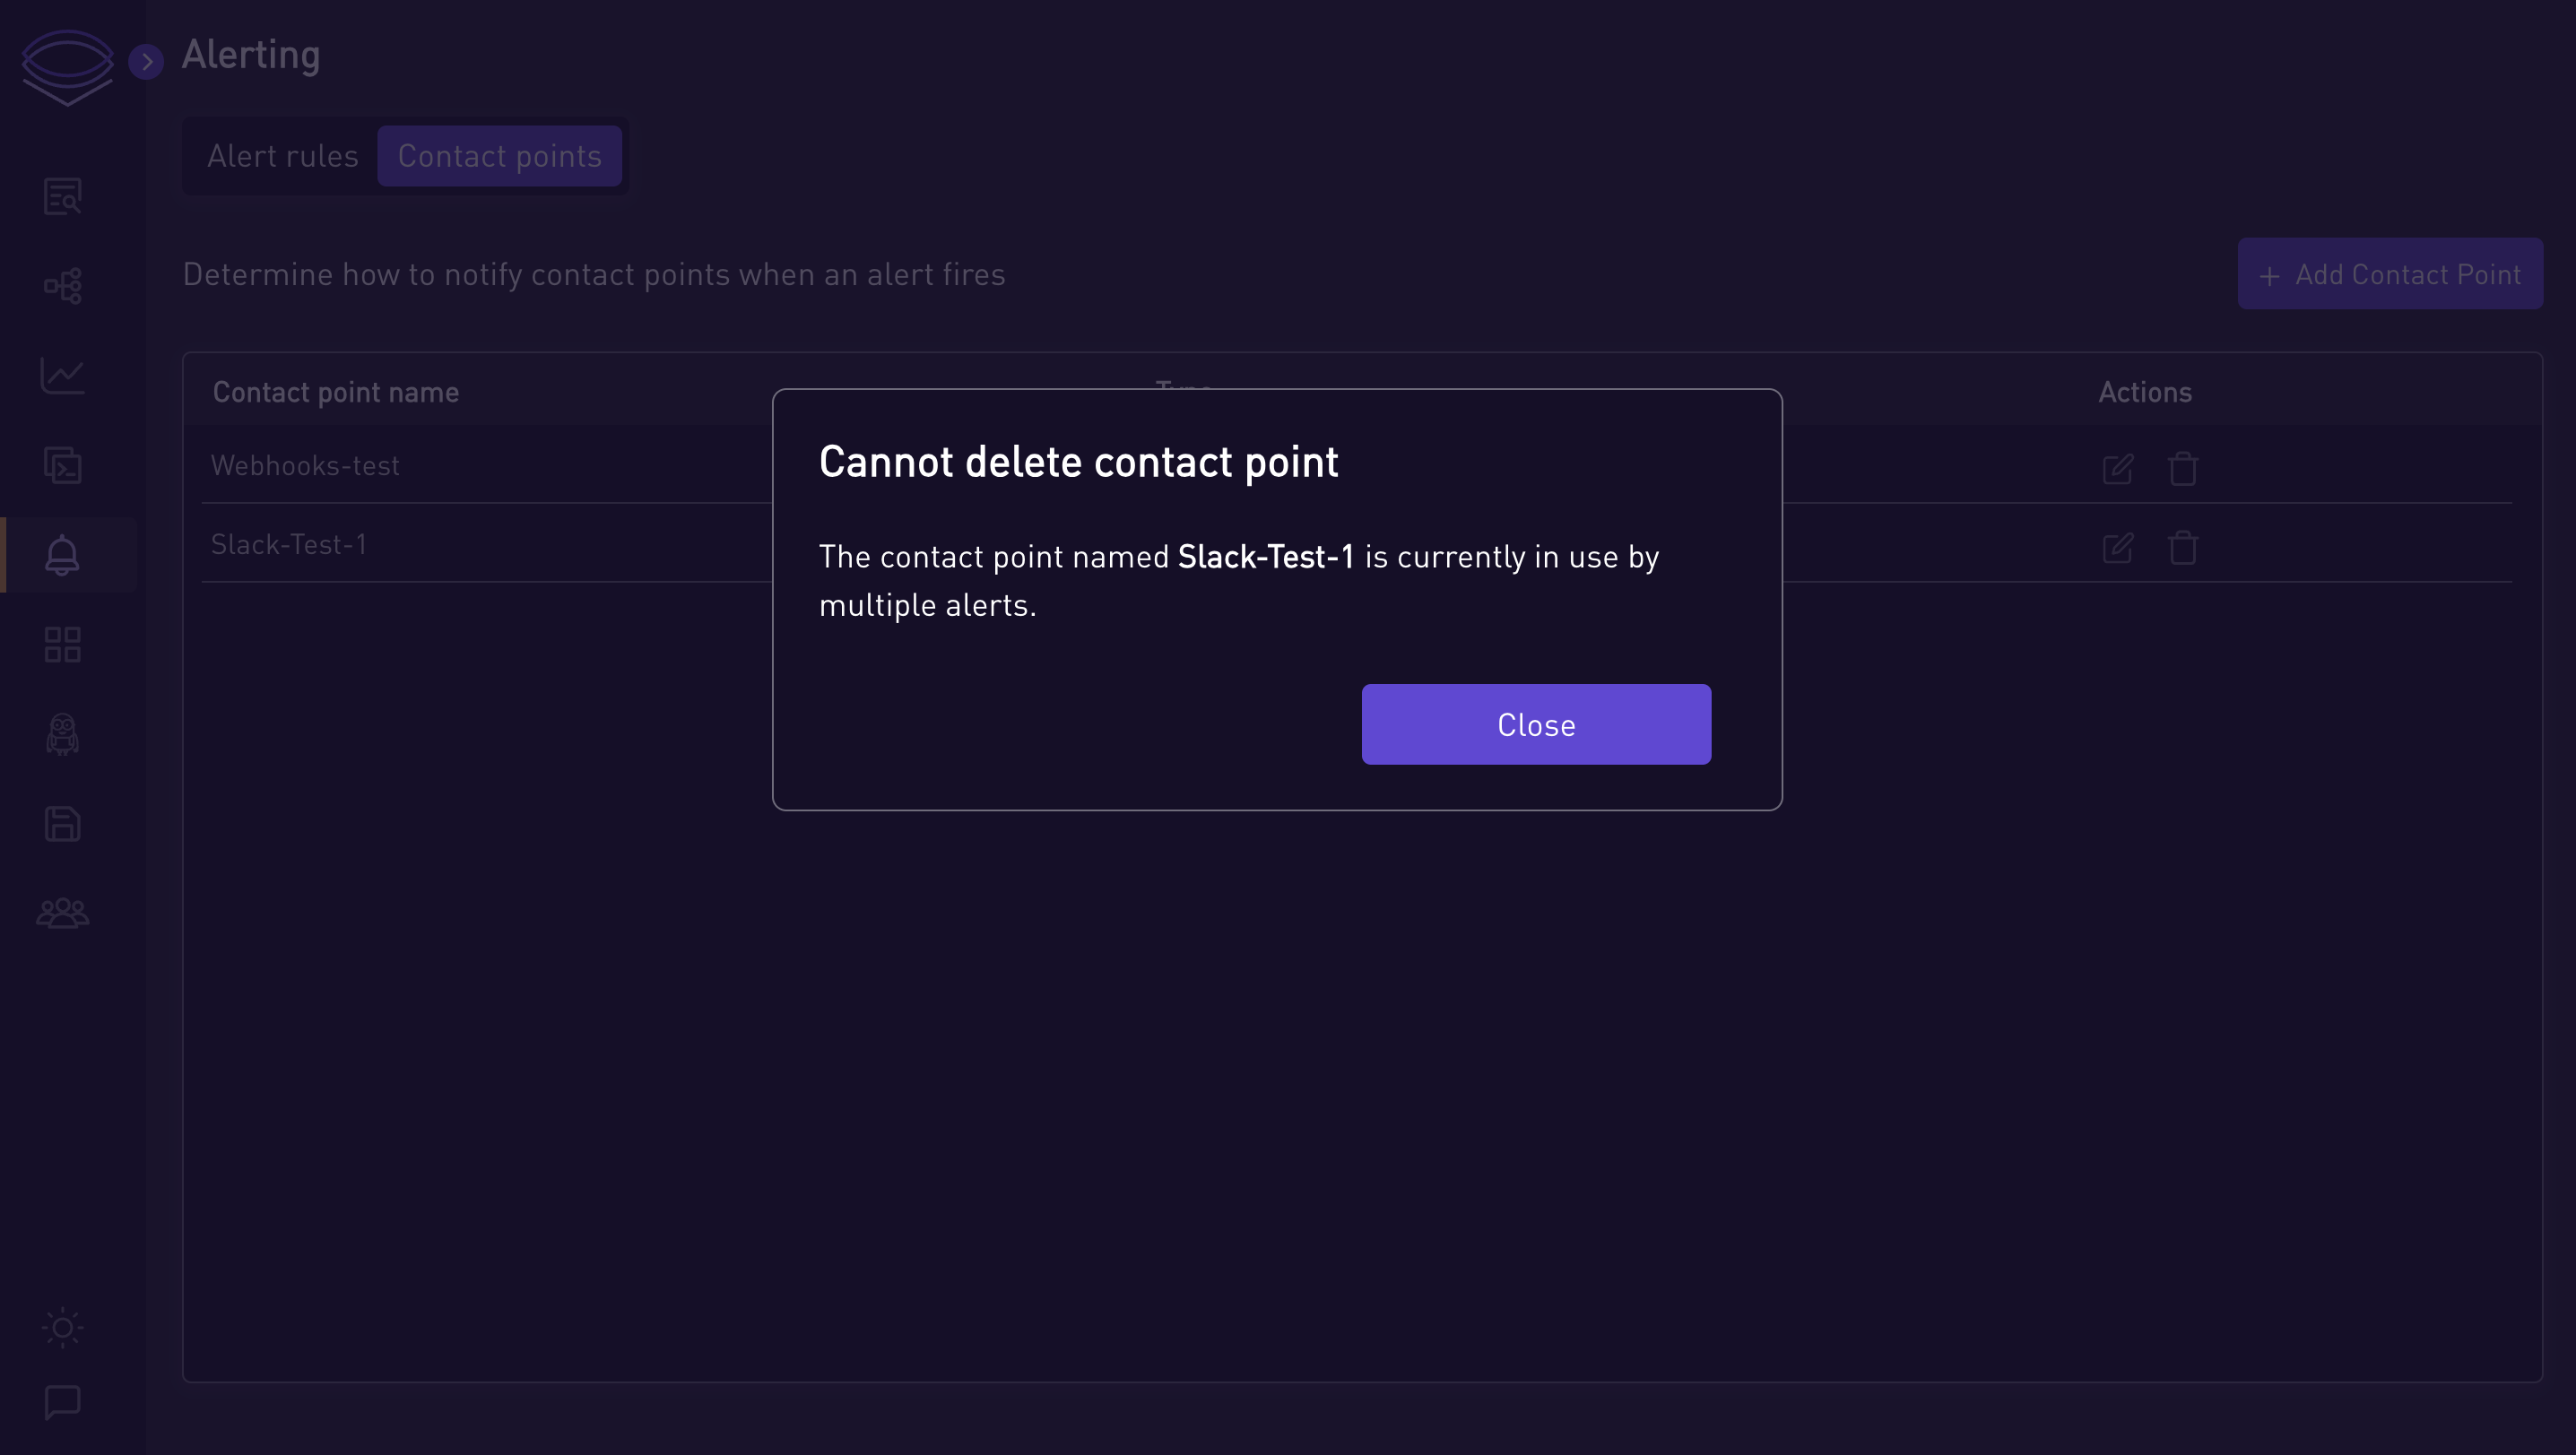 Alerting
Alert rules
Contact points
Determine how to notify contact points when an alert fires
+ Add Contact Point
Contact point name
Actions
Webhooks-test
Slack-Test-1
Cannot delete contact point
The contact point named Slack-Test-1 is currently in use by
multiple alerts.
Close